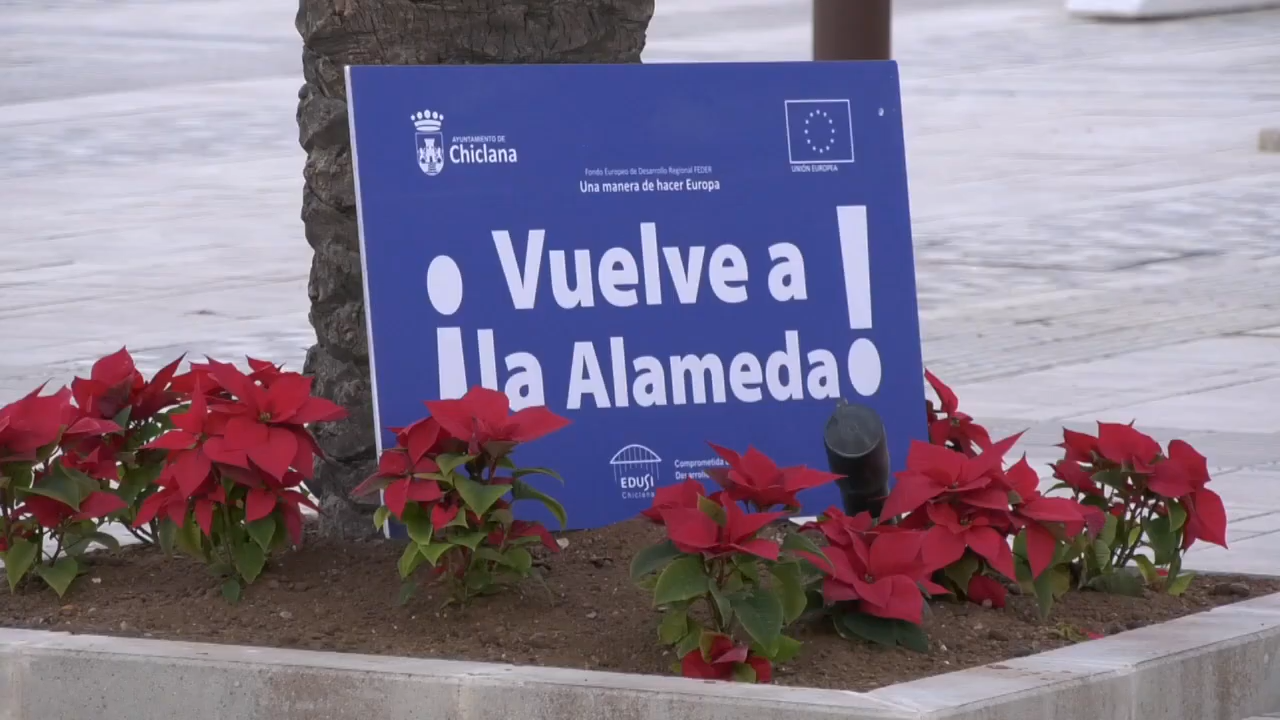 AYUNTAMIENTO DE
Chiclana
UNIÓN EUROPEA
Fondo Europeo de Desarrollo Regional FEDER
Una manera de hacer Europa
¡Vuelve a
la Alameda!
EDUSI
Chiclana
Comprometida